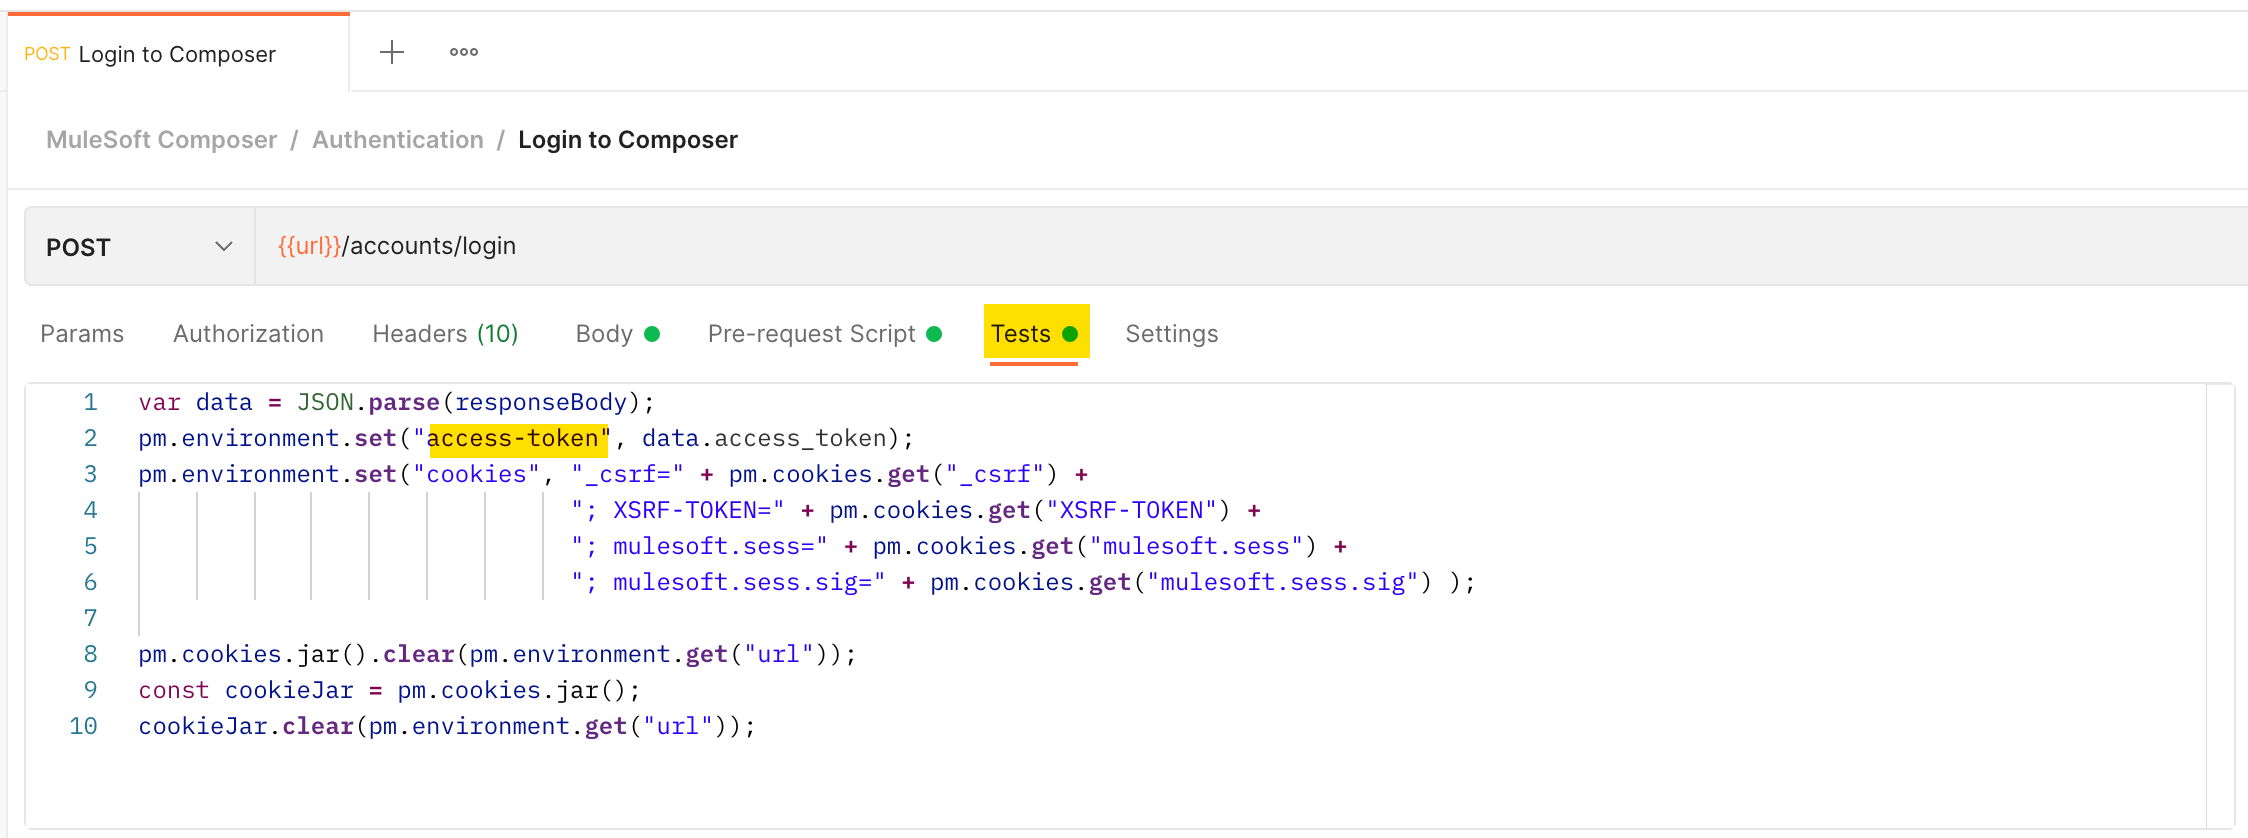 POST Login to Composer
MuleSoft Composer / Authentication / Login to Composer
POST {{url}}/accounts/login
Params Authorization Headers (10) Body Pre-request Script Tests Settings
1 var data = JSON.parse(responseBody);
2 pm.environment.set("access-token", data.access_token);
3 pm.environment.set("cookies", "_csrf=" + pm.cookies.get("_csrf") +
4 "; XSRF-TOKEN=" + pm.cookies.get("XSRF-TOKEN") +
5 "; mulesoft.sess=" + pm.cookies.get("mulesoft.sess") +
6 "; mulesoft.sess.sig=" + pm.cookies.get("mulesoft.sess.sig") );
7
8 pm.cookies.jar().clear(pm.environment.get("url"));
9 const cookieJar = pm.cookies.jar();
10 cookieJar.clear(pm.environment.get("url"));